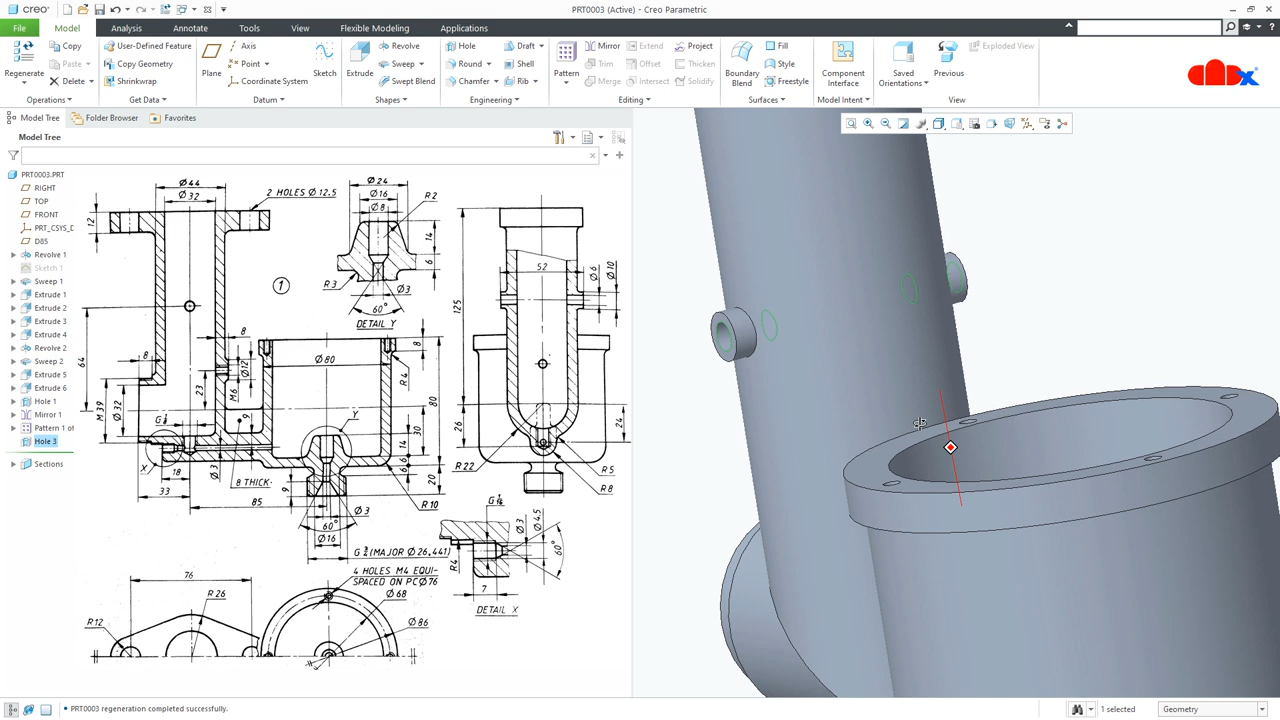 creo
PRT0003 (Active) - Creo Parametric
File Model Analysis Annotate Tools View Flexible Modeling Applications
Regenerate
Copy
Paste
Delete
Operations
User-Defined Feature
Copy Geometry
Shrinkwrap
Get Data
Plane
Axis
Point
Coordinate System
Sketch
Datum
Extrude
Revolve
Sweep
Swept Blend
Shapes
Hole
Round
Chamfer
Draft
Shell
Rib
Engineering
Pattern
Mirror
Trim
Merge
Extend
Offset
Intersect
Project
Thicken
Solidify
Editing
Boundary
Blend
Fill
Style
Freestyle
Surfaces
Component
Interface
Model Intent
Saved
Orientations
Previous
Exploded View
View
Model Tree
Folder Browser
Favorites
Model Tree
PRT0003.PRT
RIGHT
TOP
FRONT
PRT_CSYS_D
D85
Revolve 1
Sketch 1
Sweep 1
Extrude 1
Extrude 2
Extrude 3
Extrude 4
Revolve 2
Sweep 2
Extrude 5
Extrude 6
Hole 1
Mirror 1
Pattern 1 of
Hole 3
Sections
Ø44
Ø32
2 HOLES Ø12.5
12
64
8
8
M39
Ø32
23
M6
Ø12
9
18
33
Ø3
8 THICK
85
X
1
Ø24
Ø16
Ø8
R2
14
6
R3
Ø3
60°
DETAIL Y
Ø80
8
R4
80
30
14
6
6
20
Y
R10
9
Ø3
60°
Ø16
G 3/4 (MAJOR Ø26,441)
52
Ø6
Ø10
125
26
24
R22
R5
R8
G 1/8
Ø3
Ø4.5
60°
R4
7
DETAIL X
76
R26
R12
4 HOLES M4 EQUI-
SPACED ON PCØ76
Ø68
Ø86
PRT0003 regeneration completed successfully.
1 selected
Geometry